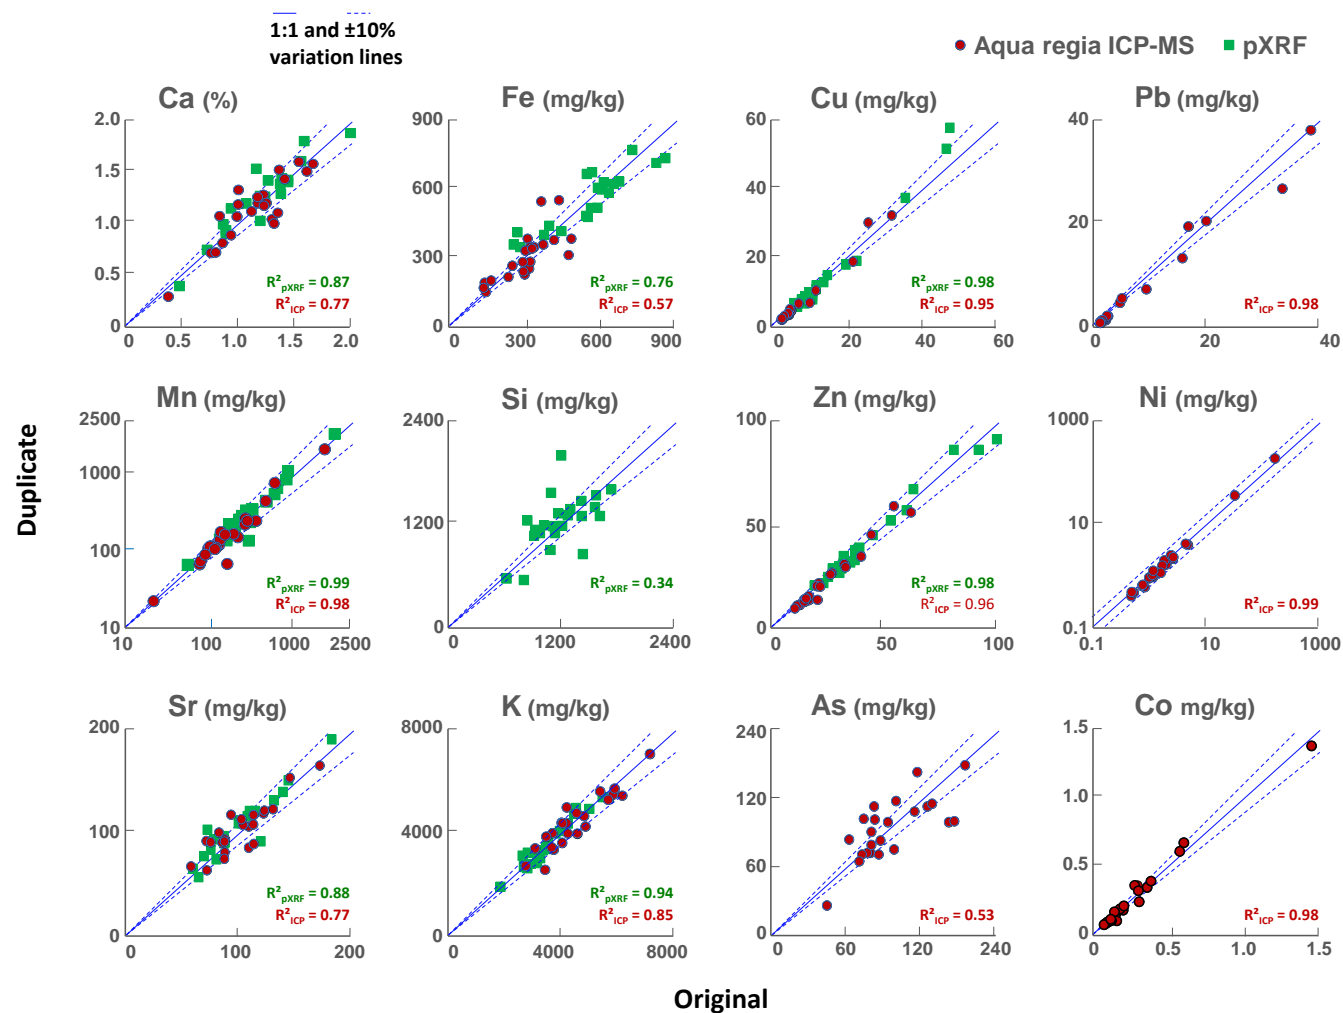 1:1 and ±10%
variation lines
Aqua regia ICP-MS pXRF
Ca (%) Fe (mg/kg) Cu (mg/kg) Pb (mg/kg)
2.0 900 60 40
1.5 600 40
1.0 20
300 20
0.5
R²pXRF = 0.87 R²pXRF = 0.76 R²pXRF = 0.98
R²ICP = 0.77 R²ICP = 0.57 R²ICP = 0.95 R²ICP = 0.98
0 0 0 0
0 0.5 1.0 1.5 2.0 0 300 600 900 0 20 40 60 0 20 40
Mn (mg/kg) Si (mg/kg) Zn (mg/kg) Ni (mg/kg)
2500 2400 100 1000
1000
1200 50 10
100
R²pXRF = 0.99 R²pXRF = 0.34 R²pXRF = 0.98
R²ICP = 0.98 R²ICP = 0.96 R²ICP = 0.99
10 0 0 0.1
10 100 1000 2500 0 1200 2400 0 50 100 0.1 10 1000
Sr (mg/kg) K (mg/kg) As (mg/kg) Co mg/kg)
200 8000 240 1.5
120 1.0
100 4000
60 0.5
R²pXRF = 0.88 R²pXRF = 0.94
R²ICP = 0.77 R²ICP = 0.85 R²ICP = 0.53 R²ICP = 0.98
0 0 0 0
0 100 200 0 4000 8000 0 60 120 240 0 0.5 1.0 1.5
Duplicate
Original